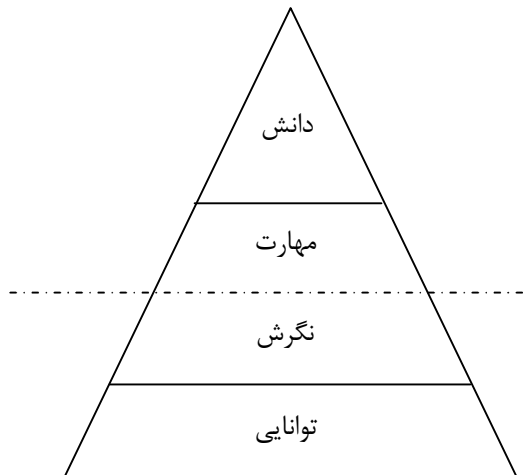 دانش
مهارت
نگرش
توانایی